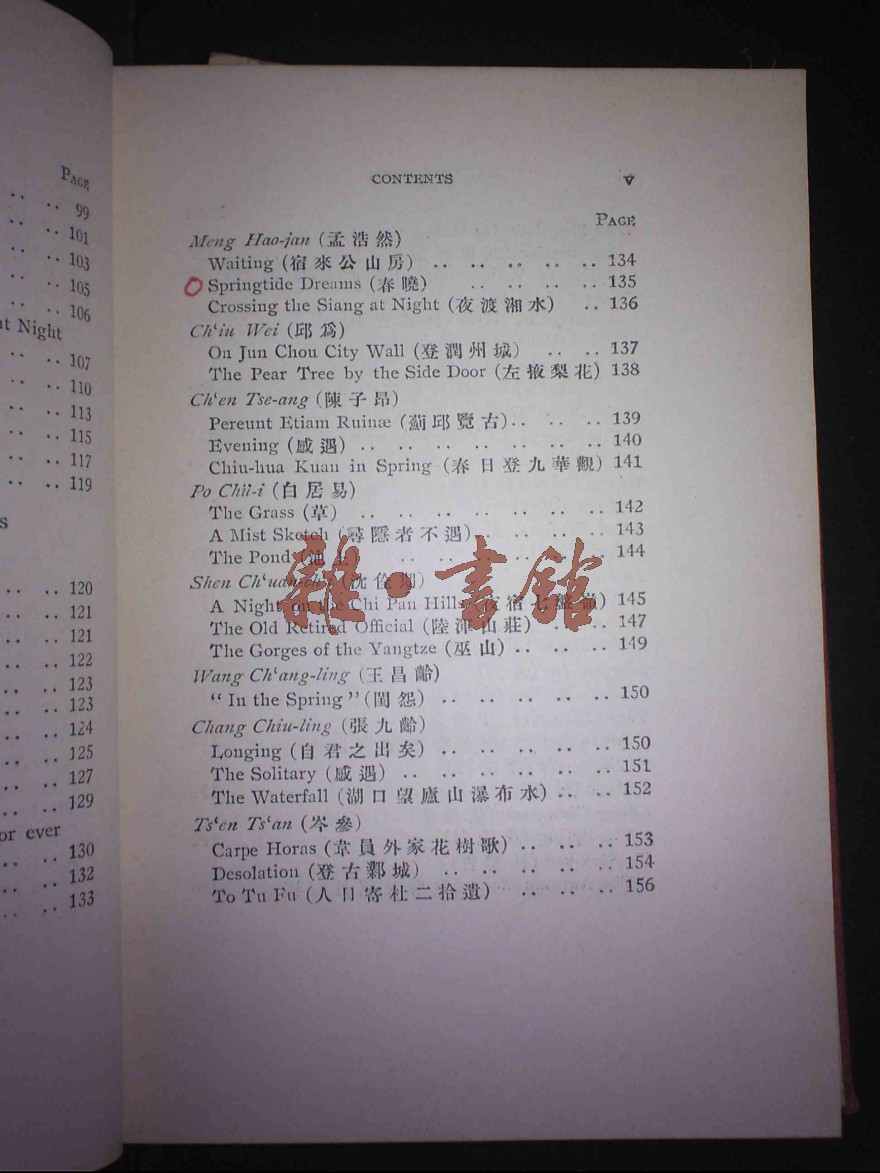 PAGE
99
101
103
105
106
at Night
107
110
113
115
117
119
s
120
121
121
122
123
123
124
125
127
129
or ever
130
132
133
CONTENTS v
PAGE
Meng Hao-jan (孟浩然)
Waiting (宿來公山房) .. .. .. .. .. 134
Springtide Dreams (春曉) .. .. .. .. 135
Crossing the Siang at Night (夜渡湘水) .. 136
Ch‘iu Wei (邱爲)
On Jun Chou City Wall (登潤州城) .. .. 137
The Pear Tree by the Side Door (左掖梨花) 138
Ch‘en Tse-ang (陳子昂)
Pereunt Etiam Ruinæ (薊邱覽古).. .. .. 139
Evening (感遇) .. .. .. .. .. .. .. 140
Chiu-hua Kuan in Spring (春日登九華觀) 141
Po Chü-i (白居易)
The Grass (草) .. .. .. .. .. .. .. 142
A Mist Sketch (尋隱者不遇) .. .. .. .. 143
The Pond .. .. .. .. .. .. 144
Shen Ch‘uan-ch‘i
A Night on the Chi Pan Hills (夜宿七盤嶺) 145
The Old Retired Official (陸渾山莊) .. .. 147
The Gorges of the Yangtze (巫山) .. .. .. 149
Wang Ch‘ang-ling (王昌齡)
“In the Spring” (閨怨) .. .. .. .. .. 150
Chang Chiu-ling (張九齡)
Longing (自君之出矣) .. .. .. .. .. 150
The Solitary (感遇) .. .. .. .. .. .. 151
The Waterfall (湖口望廬山瀑布水) .. .. 152
Ts‘en Ts‘an (岑參)
Carpe Horas (韋員外家花樹歌) .. .. .. 153
Desolation (登古鄴城) .. .. .. .. .. 154
To Tu Fu (人日寄杜二拾遺) .. .. .. 156
雜·書館